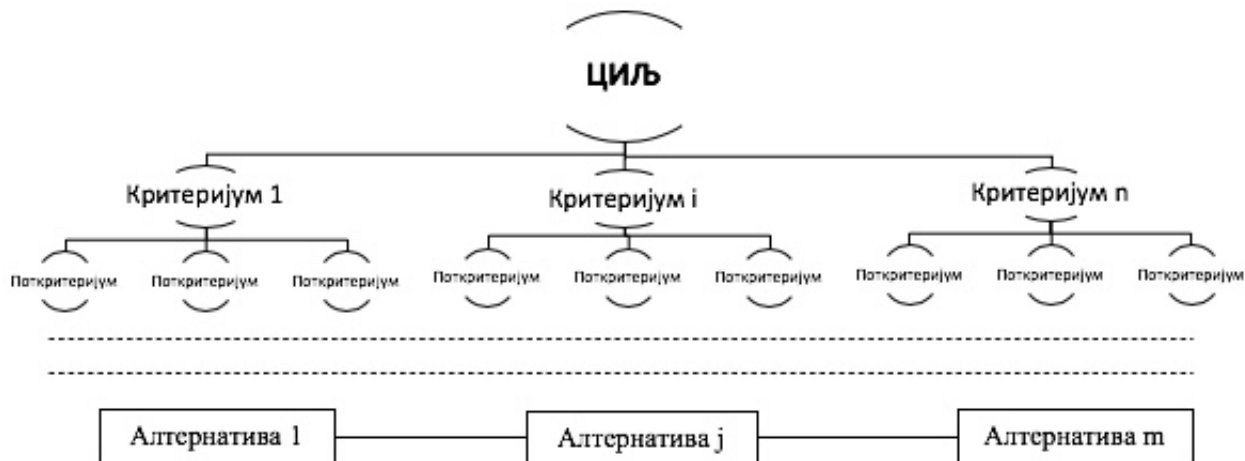 ЦИЉ
Критеријум 1
Критеријум i
Критеријум n
Поткритеријум
Поткритеријум
Поткритеријум
Поткритеријум
Поткритеријум
Поткритеријум
Поткритеријум
Поткритеријум
Поткритеријум
Алтернатива 1
Алтернатива j
Алтернатива m